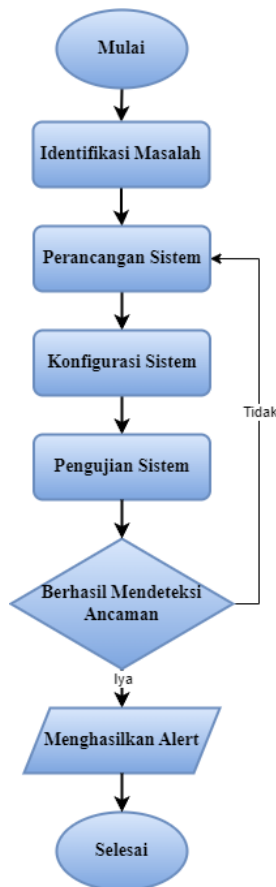 Mulai
Identifikasi Masalah
Perancangan Sistem
Konfigurasi Sistem
Tidak
Pengujian Sistem
Berhasil Mendeteksi
Ancaman
Iya
Menghasilkan Alert
Selesai